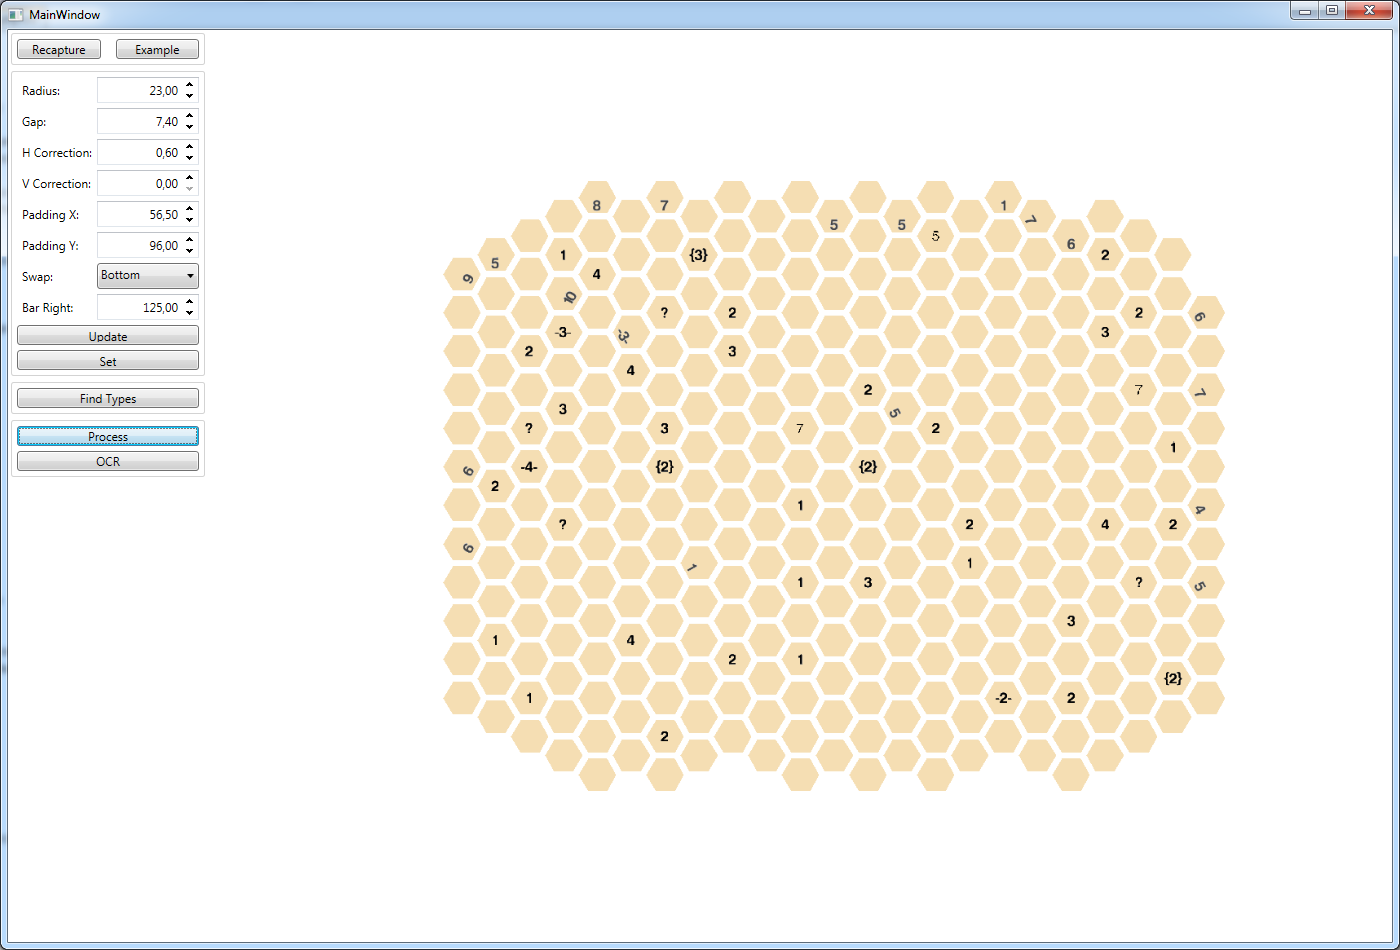 MainWindow
Recapture Example
Radius: 23,00
Gap: 7,40
H Correction: 0,60
V Correction: 0,00
Padding X: 56,50
Padding Y: 96,00
Swap: Bottom
Bar Right: 125,00
Update
Set
Find Types
Process
OCR
8 7 1
7
5 5
5
6
1 {3} 2
5
4
9
10
? 2 2 6
-3- 3
-3-
2 3
4
2 7 7
3 5
? 3 7 2
1
6 -4- {2} {2}
2
1
4
? 2 4 2
6
1 1
1 3 ? 5
3
1 4
2 1
{2}
1 -2- 2
2